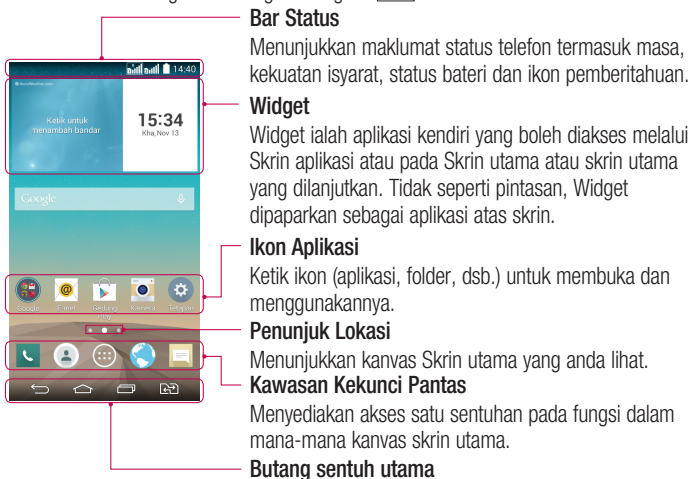 Bar Status
Menunjukkan maklumat status telefon termasuk masa,
kekuatan isyarat, status bateri dan ikon pemberitahuan.
Widget
Widget ialah aplikasi kendiri yang boleh diakses melalui
Skrin aplikasi atau pada Skrin utama atau skrin utama
yang dilanjutkan. Tidak seperti pintasan, Widget
dipaparkan sebagai aplikasi atas skrin.
Ikon Aplikasi
Ketik ikon (aplikasi, folder, dsb.) untuk membuka dan
menggunakannya.
Penunjuk Lokasi
Menunjukkan kanvas Skrin utama yang anda lihat.
Kawasan Kekunci Pantas
Menyediakan akses satu sentuhan pada fungsi dalam
mana-mana kanvas skrin utama.
Butang sentuh utama
14:40
Ketik untuk
menambah bandar
15:34
Kha, Nov 13
Google
Google
E-mel
Gedung
Play
Kamera
Tetapan